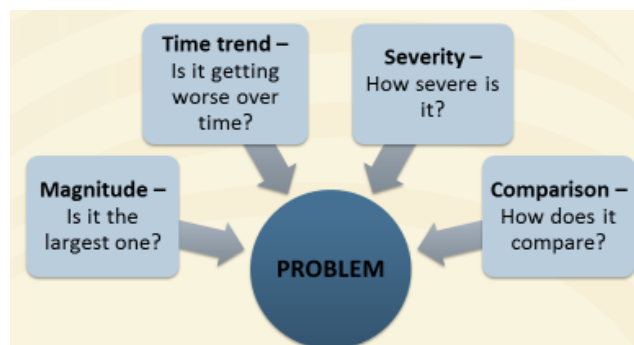 Magnitude –
Is it the
largest one?
Time trend –
Is it getting
worse over
time?
Severity –
How severe is
it?
Comparison –
How does it
compare?
PROBLEM